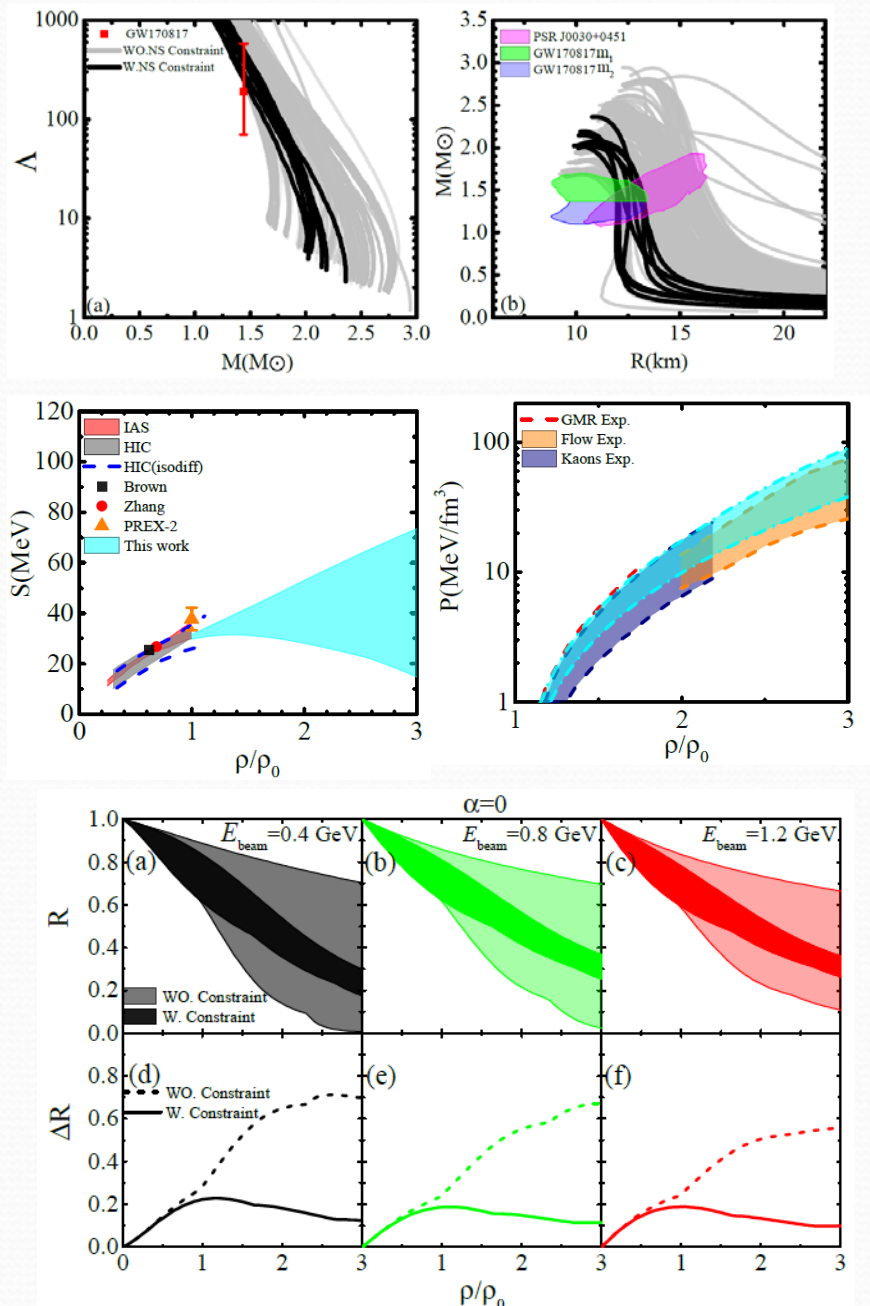 1000
100
10
1
Λ
GW170817
WO.NS Constraint
W.NS Constraint
(a)
0.0 0.5 1.0 1.5 2.0 2.5 3.0
M(M⊙)
PSR J0030+0451
GW170817m1
GW170817m2
3.5
3.0
2.5
2.0
1.5
1.0
0.5
0.0
M(M⊙)
(b)
10 15 20
R(km)
120
100
80
60
40
20
0
S(MeV)
IAS
HIC
HIC(isodiff)
Brown
Zhang
PREX-2
This work
0 1 2 3
ρ/ρ0
100
10
1
P(MeV/fm³)
GMR Exp.
Flow Exp.
Kaons Exp.
1 2 3
ρ/ρ0
α=0
1.0
0.8
0.6
0.4
0.2
0.0
R
(a)
Ebeam=0.4 GeV
WO. Constraint
W. Constraint
(b)
Ebeam=0.8 GeV
(c)
Ebeam=1.2 GeV
0.8
0.6
0.4
0.2
0.0
ΔR
(d)
WO. Constraint
W. Constraint
(e)
(f)
0 1 2 3 1 2 3 1 2 3
ρ/ρ0